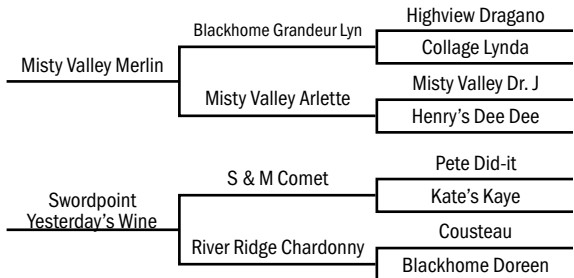 Highview Dragano
Blackhome Grandeur Lyn
Collage Lynda
Misty Valley Merlin
Misty Valley Dr. J
Misty Valley Arlette
Henry's Dee Dee
Pete Did-it
S & M Comet
Kate's Kaye
Swordpoint
Yesterday's Wine
Cousteau
River Ridge Chardonny
Blackhome Doreen